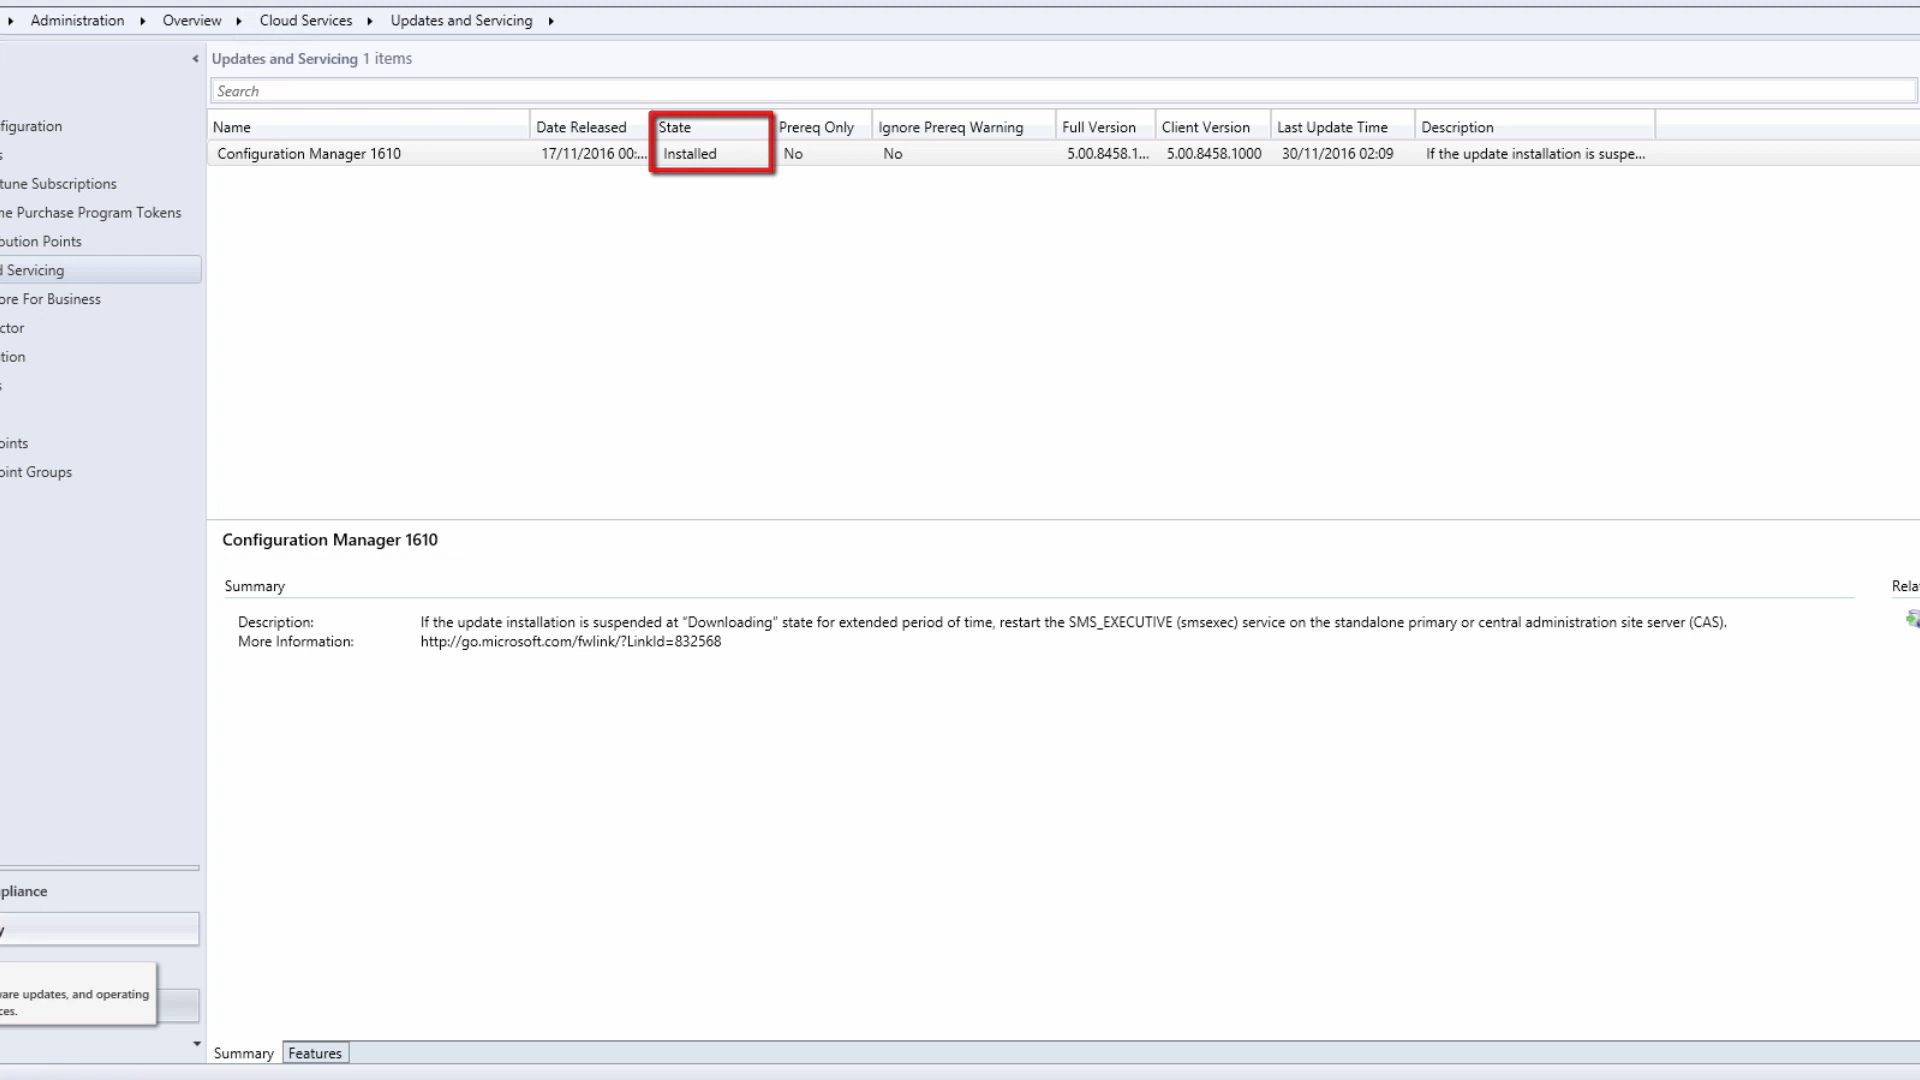 Administration Overview Cloud Services Updates and Servicing
Updates and Servicing 1 items
Search
Name Date Released State Prereq Only Ignore Prereq Warning Full Version Client Version Last Update Time Description
Configuration Manager 1610 17/11/2016 00:... Installed No No 5.00.8458.1... 5.00.8458.1000 30/11/2016 02:09 If the update installation is suspe...
figuration
s
tune Subscriptions
ne Purchase Program Tokens
bution Points
d Servicing
ore For Business
ctor
tion
s
oints
oint Groups
pliance
y
ware updates, and operating
ces.
Configuration Manager 1610
Summary
Description: If the update installation is suspended at “Downloading” state for extended period of time, restart the SMS_EXECUTIVE (smsexec) service on the standalone primary or central administration site server (CAS).
More Information: http://go.microsoft.com/fwlink/?LinkId=832568
Rela
Summary Features